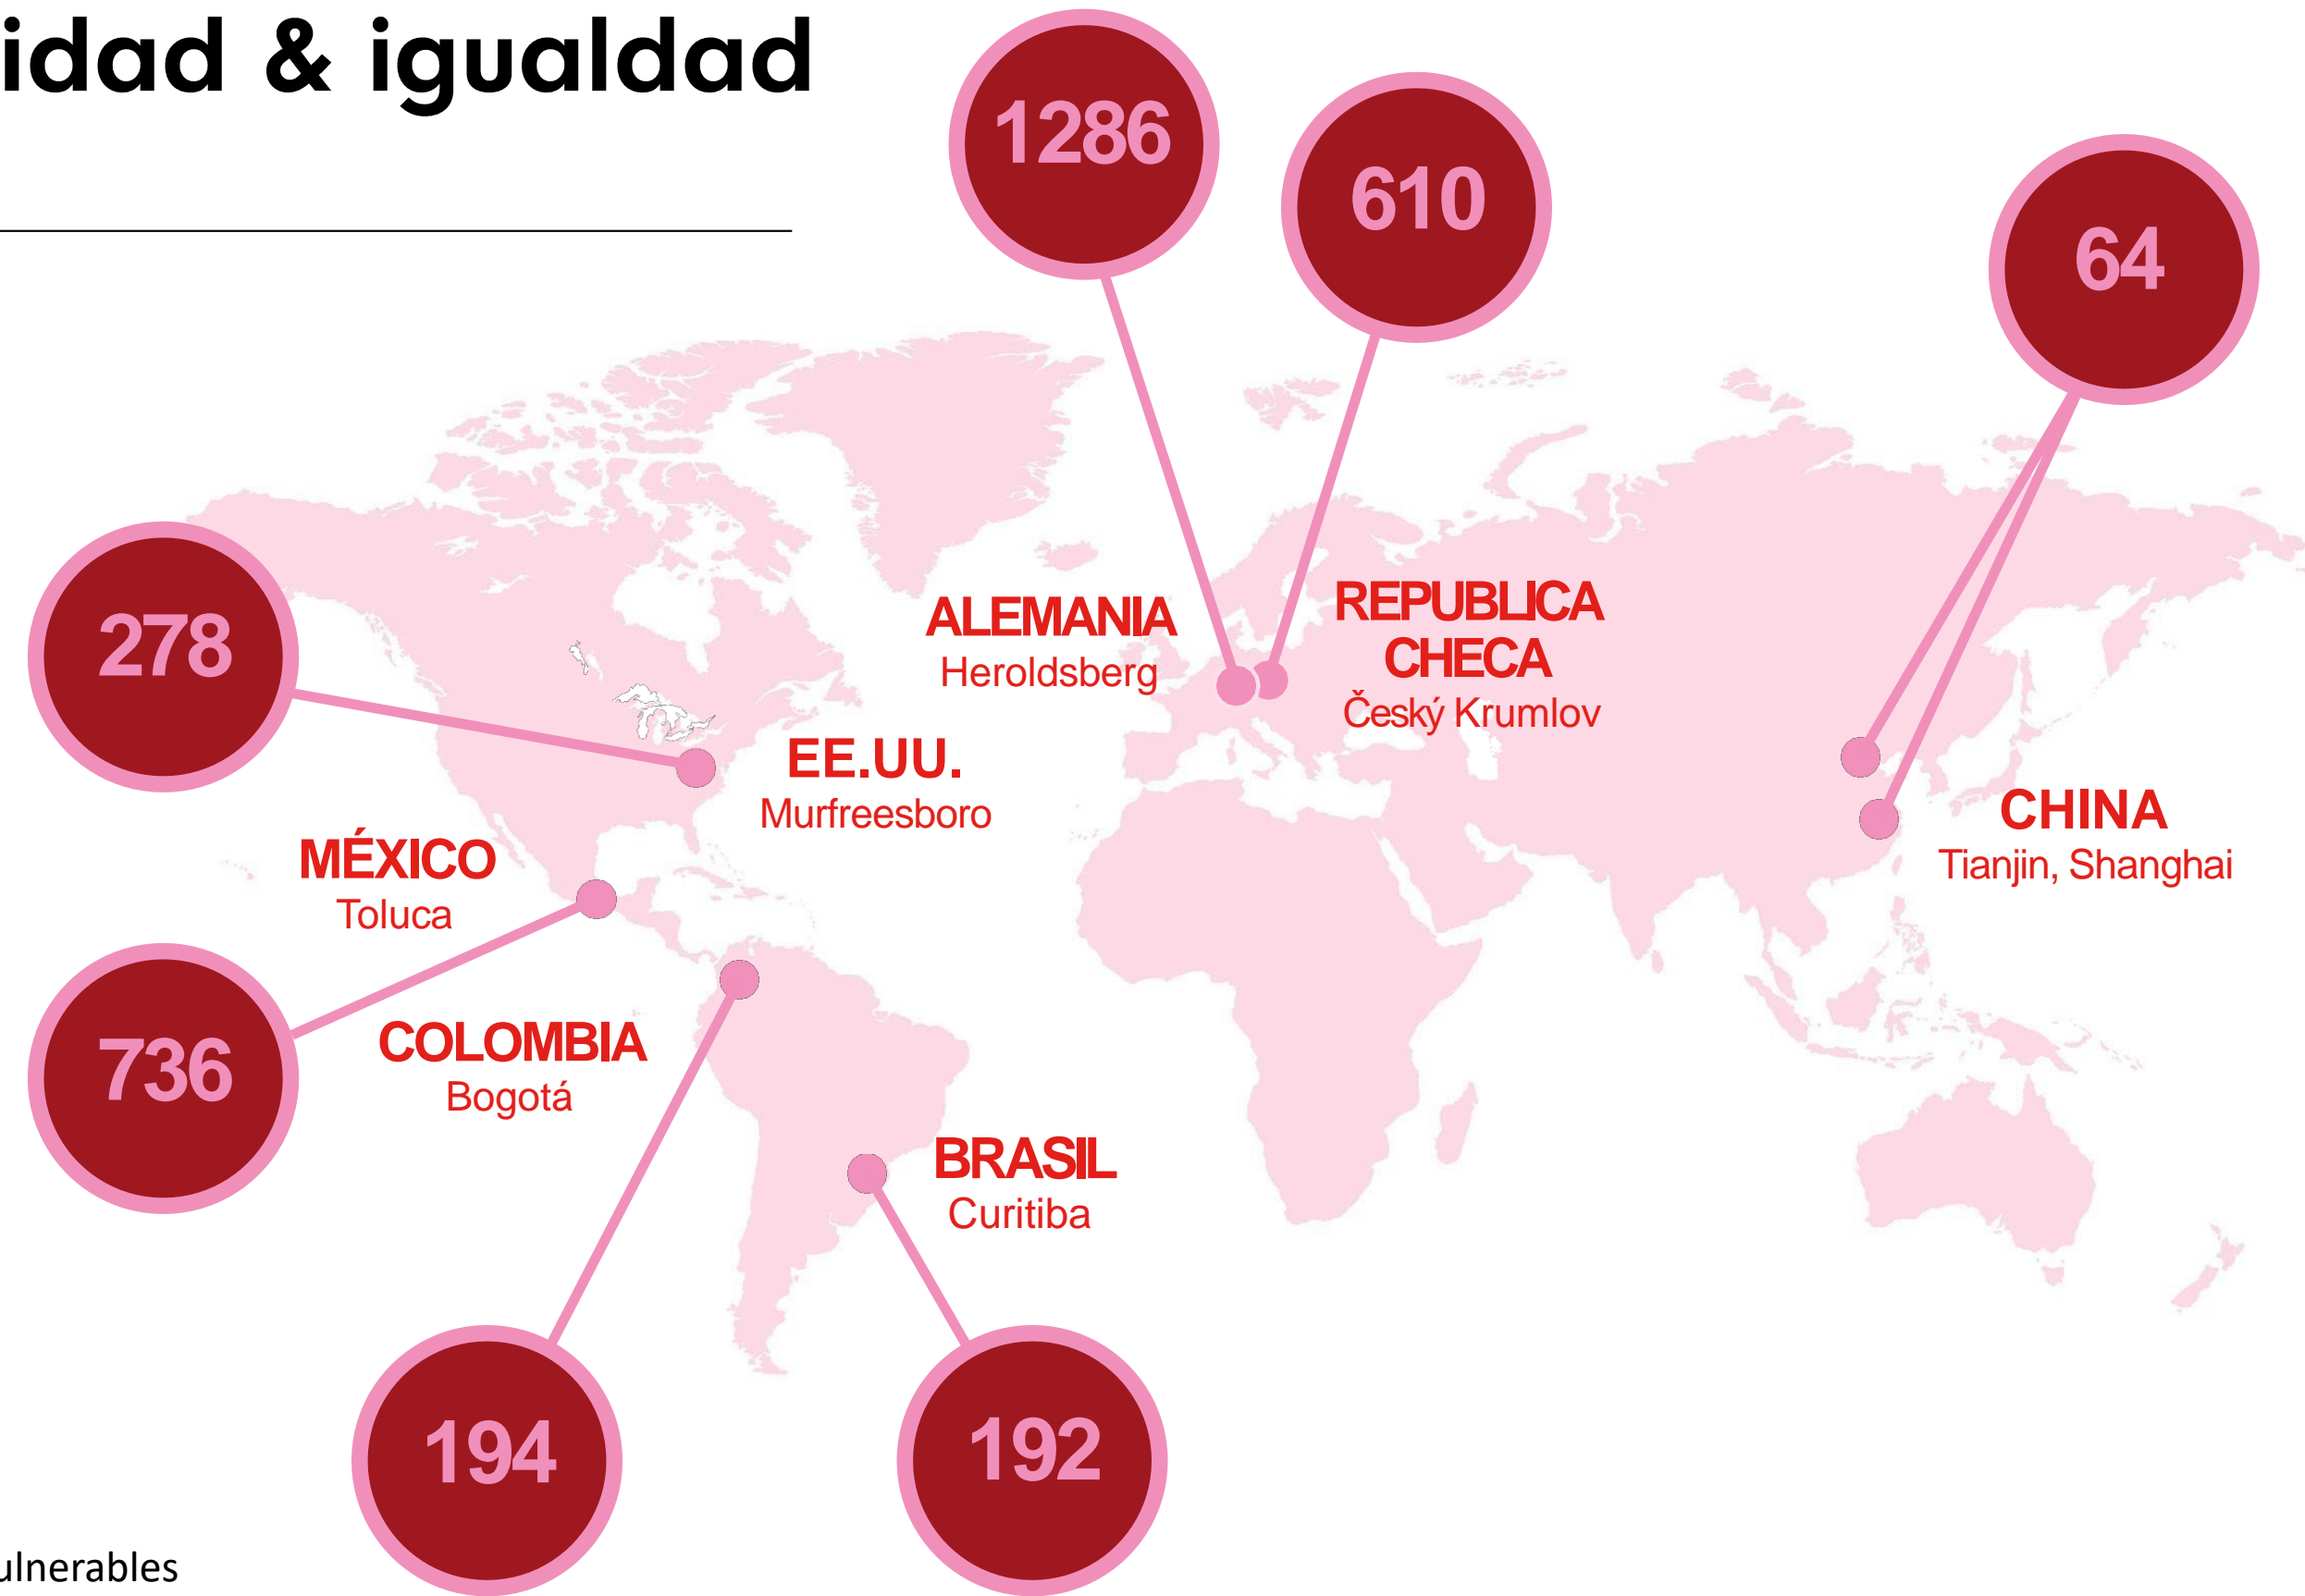 idad & igualdad
1286
610
64
278
ALEMANIA
Heroldsberg
REPUBLICA
CHECA
Český Krumlov
EE.UU.
Murfreesboro
CHINA
Tianjin, Shanghai
MÉXICO
Toluca
736
COLOMBIA
Bogotá
BRASIL
Curitiba
194
192
ulnerables